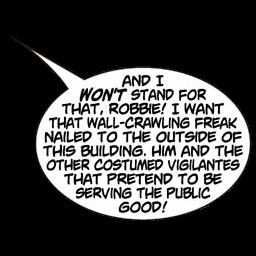 AND I
WON'T STAND FOR
THAT, ROBBIE! I WANT
THAT WALL-CRAWLING FREAK
NAILED TO THE OUTSIDE OF
THIS BUILDING. HIM AND THE
OTHER COSTUMED VIGILANTES
THAT PRETEND TO BE
SERVING THE PUBLIC
GOOD!